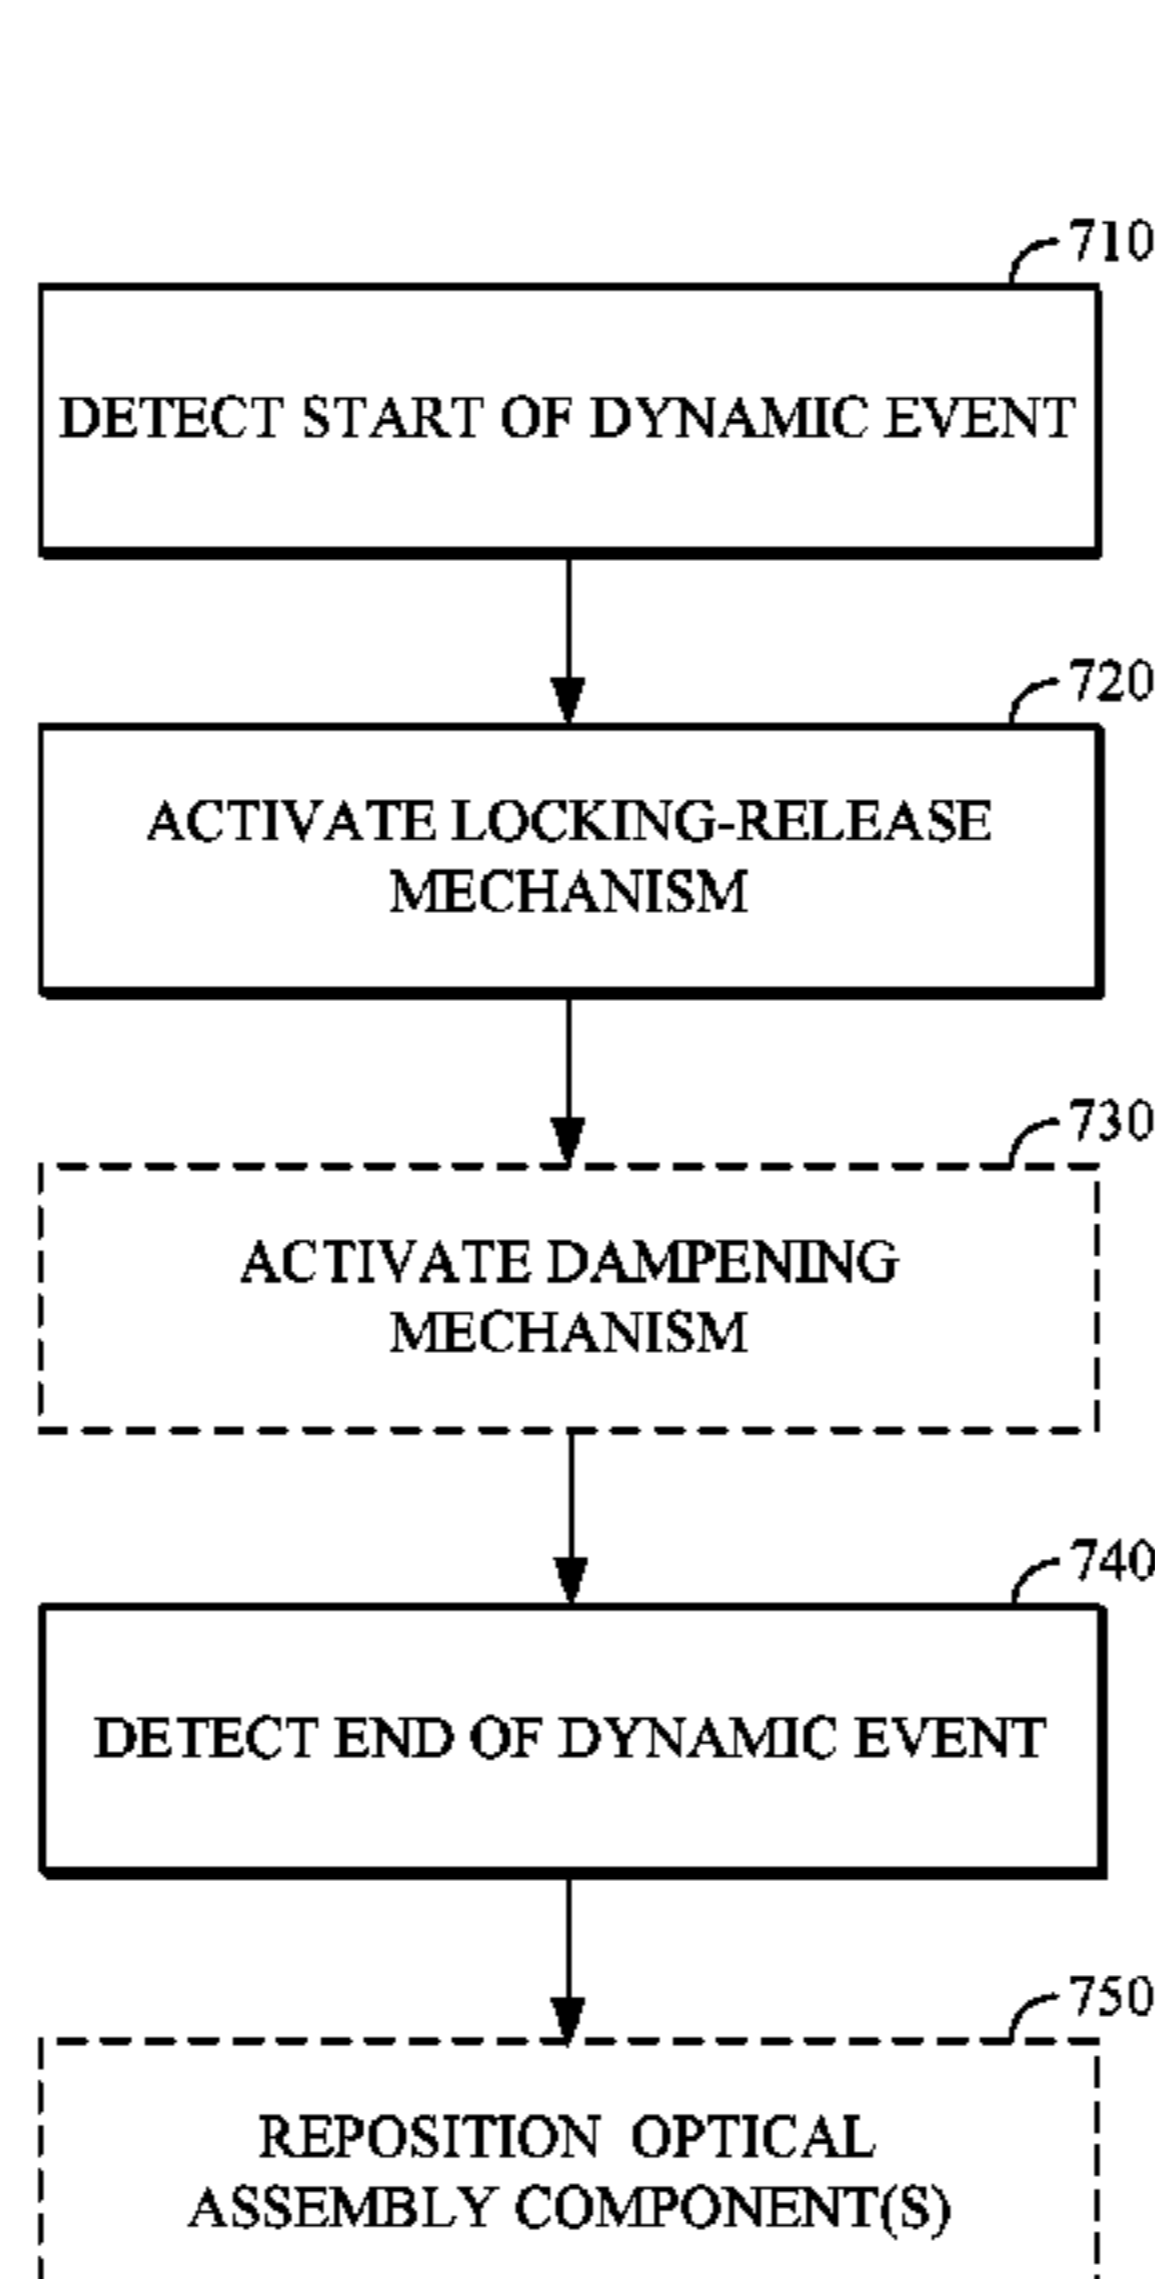 710
DETECT START OF DYNAMIC EVENT
720
ACTIVATE LOCKING-RELEASE
MECHANISM
730
ACTIVATE DAMPENING
MECHANISM
740
DETECT END OF DYNAMIC EVENT
750
REPOSITION OPTICAL
ASSEMBLY COMPONENT(S)